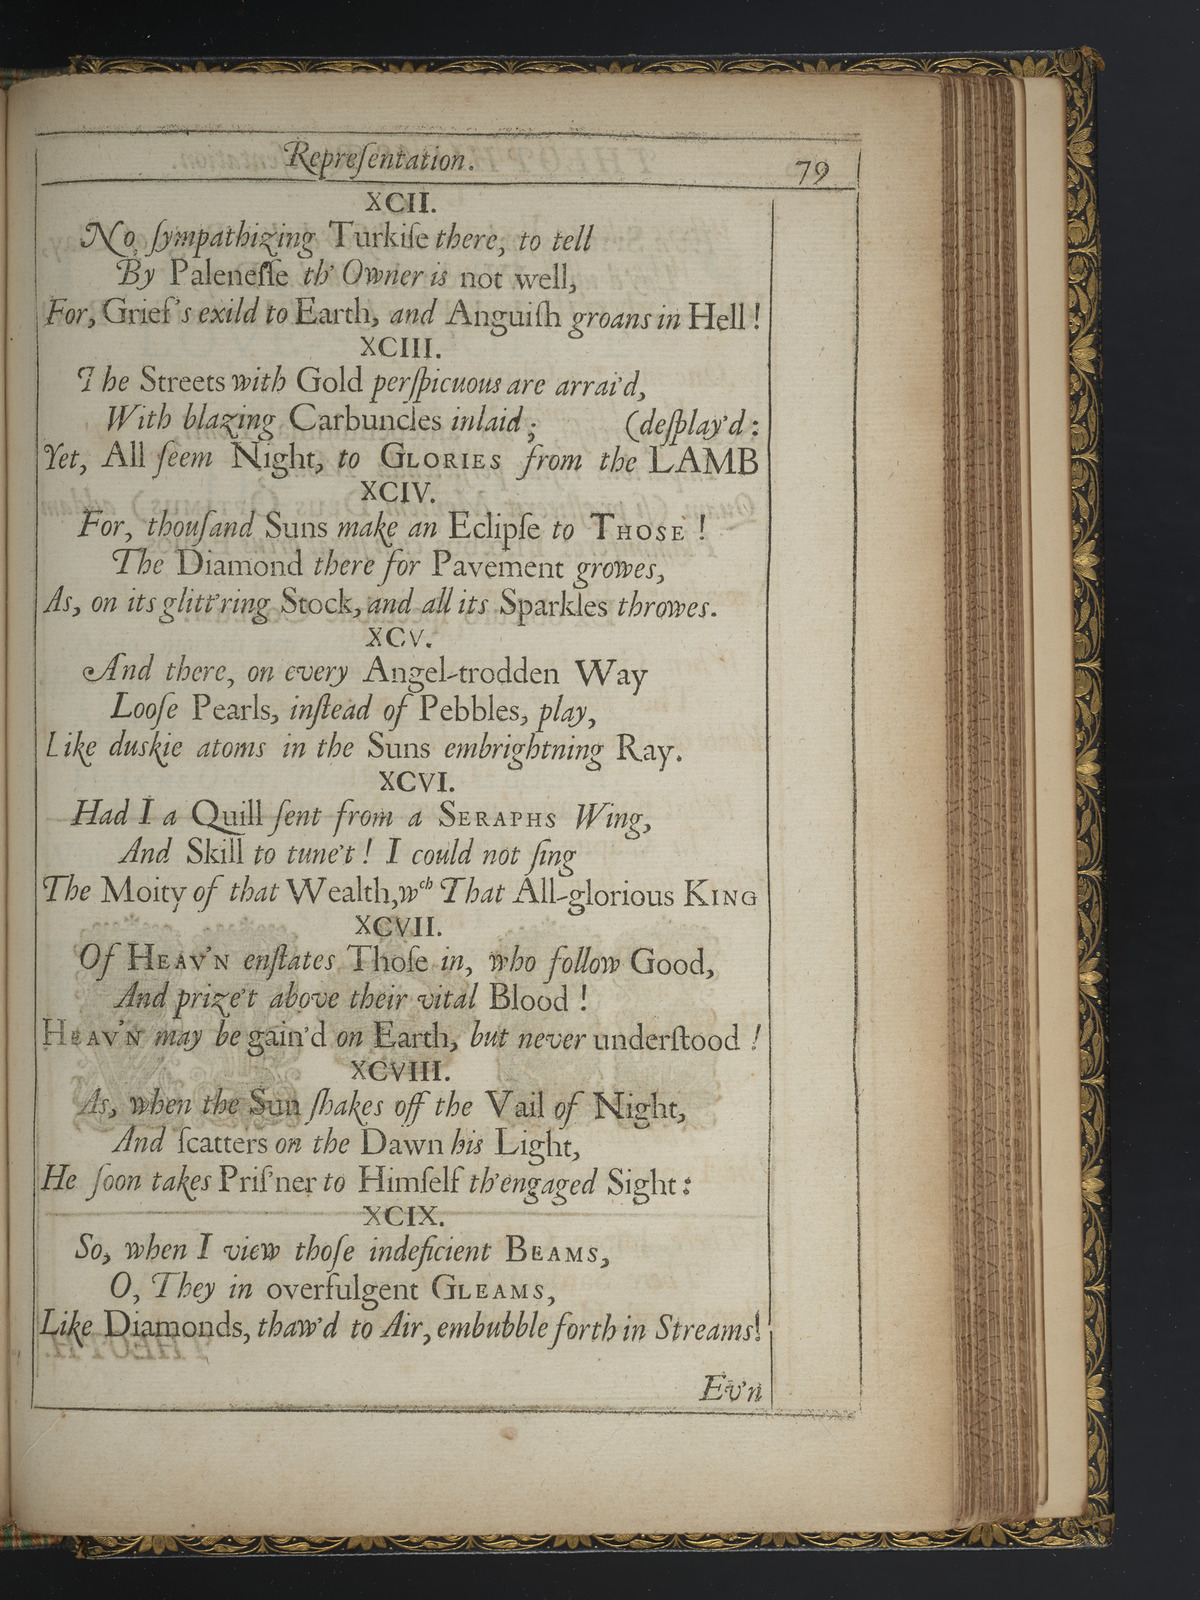 Repreſentation.
79
XCII.
No ſympathizing Turkiſe there, to tell
By Paleneſſe th' Owner is not well,
For, Grief's exild to Earth, and Anguiſh groans in Hell!
XCIII.
The Streets with Gold perſpicuous are arrai'd,
With blazing Carbuncles inlaid; (deſplay'd:
Yet, All ſeem Night, to GLORIES from the LAMB
XCIV.
For, thouſand Suns make an Eclipſe to THOSE!
The Diamond there for Pavement growes,
As, on its glitt'ring Stock, and all its Sparkles throwes.
XCV.
And there, on every Angel-trodden Way
Looſe Pearls, inſtead of Pebbles, play,
Like duskie atoms in the Suns embrightning Ray.
XCVI.
Had I a Quill ſent from a SERAPHS Wing,
And Skill to tune't! I could not ſing
The Moity of that Wealth, wch That All-glorious KING
XCVII.
Of HEAV'N enſtates Thoſe in, who follow Good,
And prize't above their vital Blood!
HEAV'N may be gain'd on Earth, but never underſtood!
XCVIII.
As, when the Sun ſhakes off the Vail of Night,
And ſcatters on the Dawn his Light,
He ſoon takes Priſ'ner to Himſelf th'engaged Sight:
XCIX.
So, when I view thoſe indeficient BEAMS,
O, They in overfulgent GLEAMS,
Like Diamonds, thaw'd to Air, embubble forth in Streams!
Ev'n